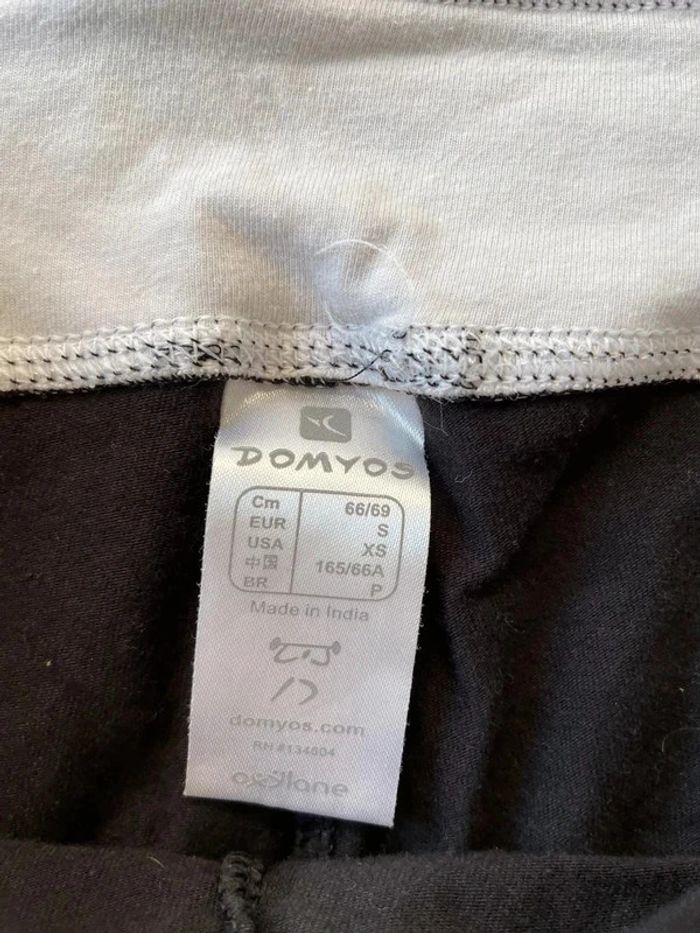 DOMYOS
Cm 66/69
EUR S
USA XS
中国 165/66A
BR P
Made in India
domyos.com
RN #134604
oxylane